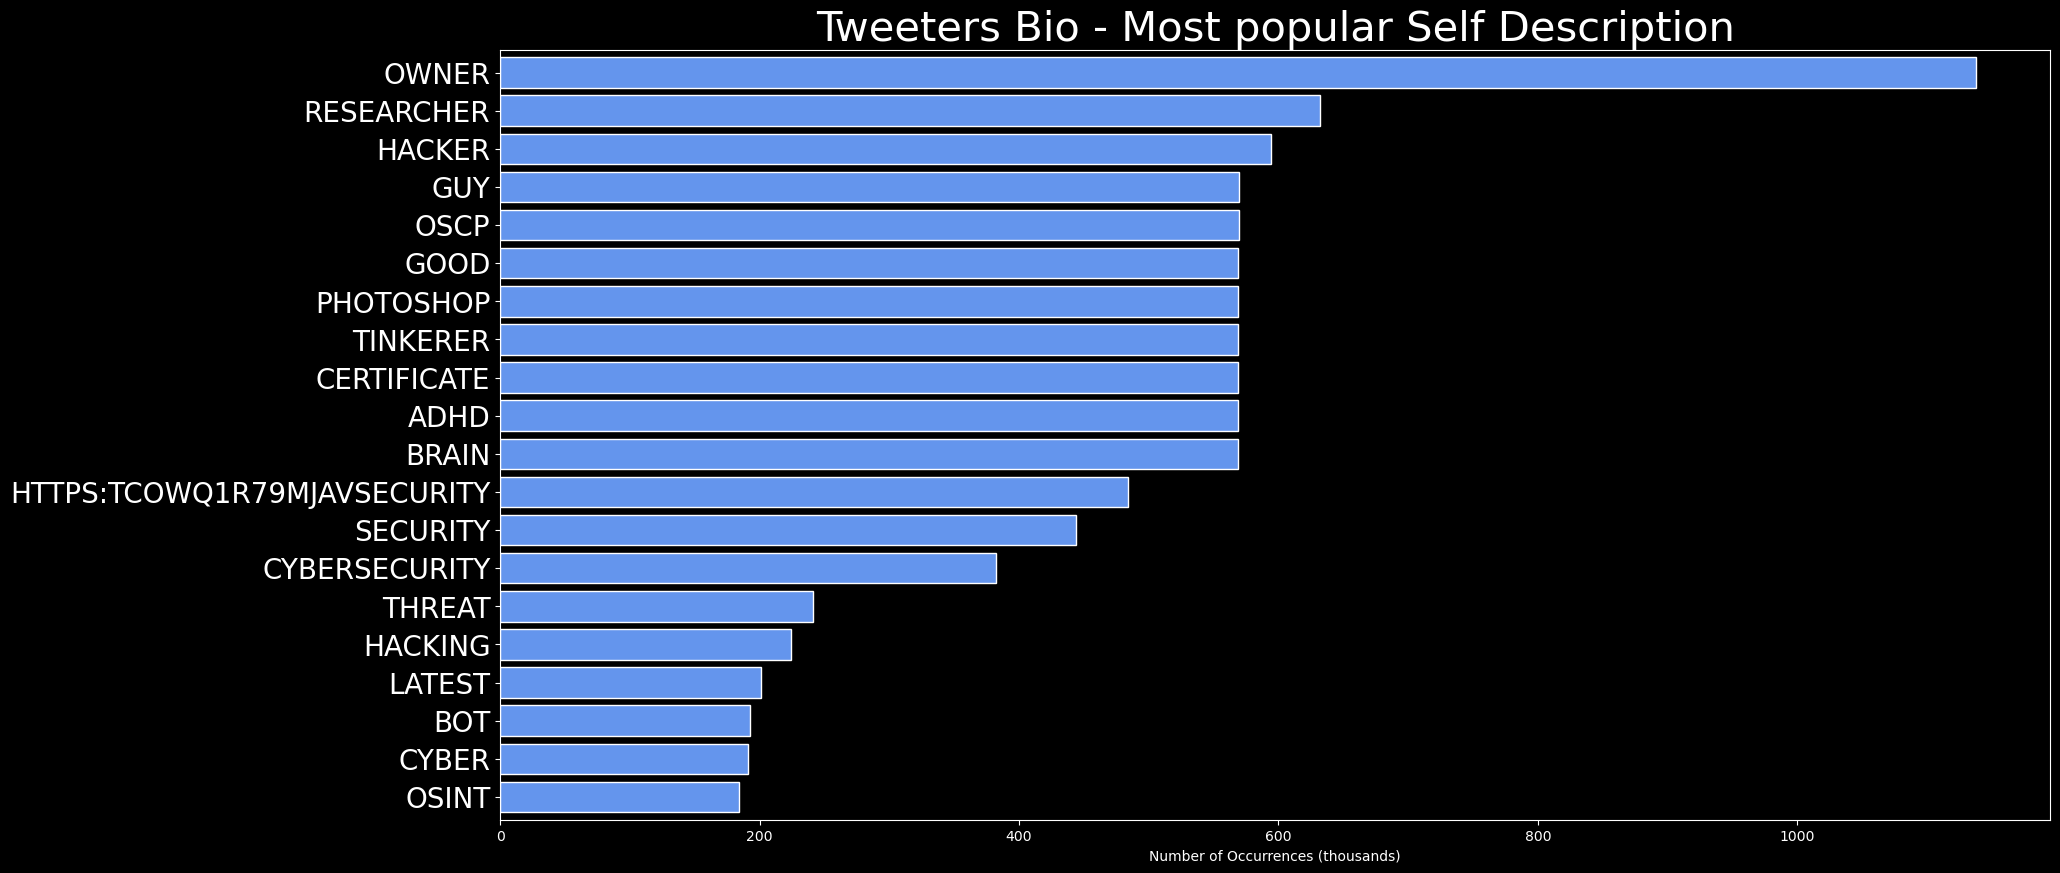 Tweeters Bio - Most popular Self Description
OWNER
RESEARCHER
HACKER
GUY
OSCP
GOOD
PHOTOSHOP
TINKERER
CERTIFICATE
ADHD
BRAIN
HTTPS:TCOWQ1R79MJAVSECURITY
SECURITY
CYBERSECURITY
THREAT
HACKING
LATEST
BOT
CYBER
OSINT
0 200 400 600 800 1000
Number of Occurrences (thousands)